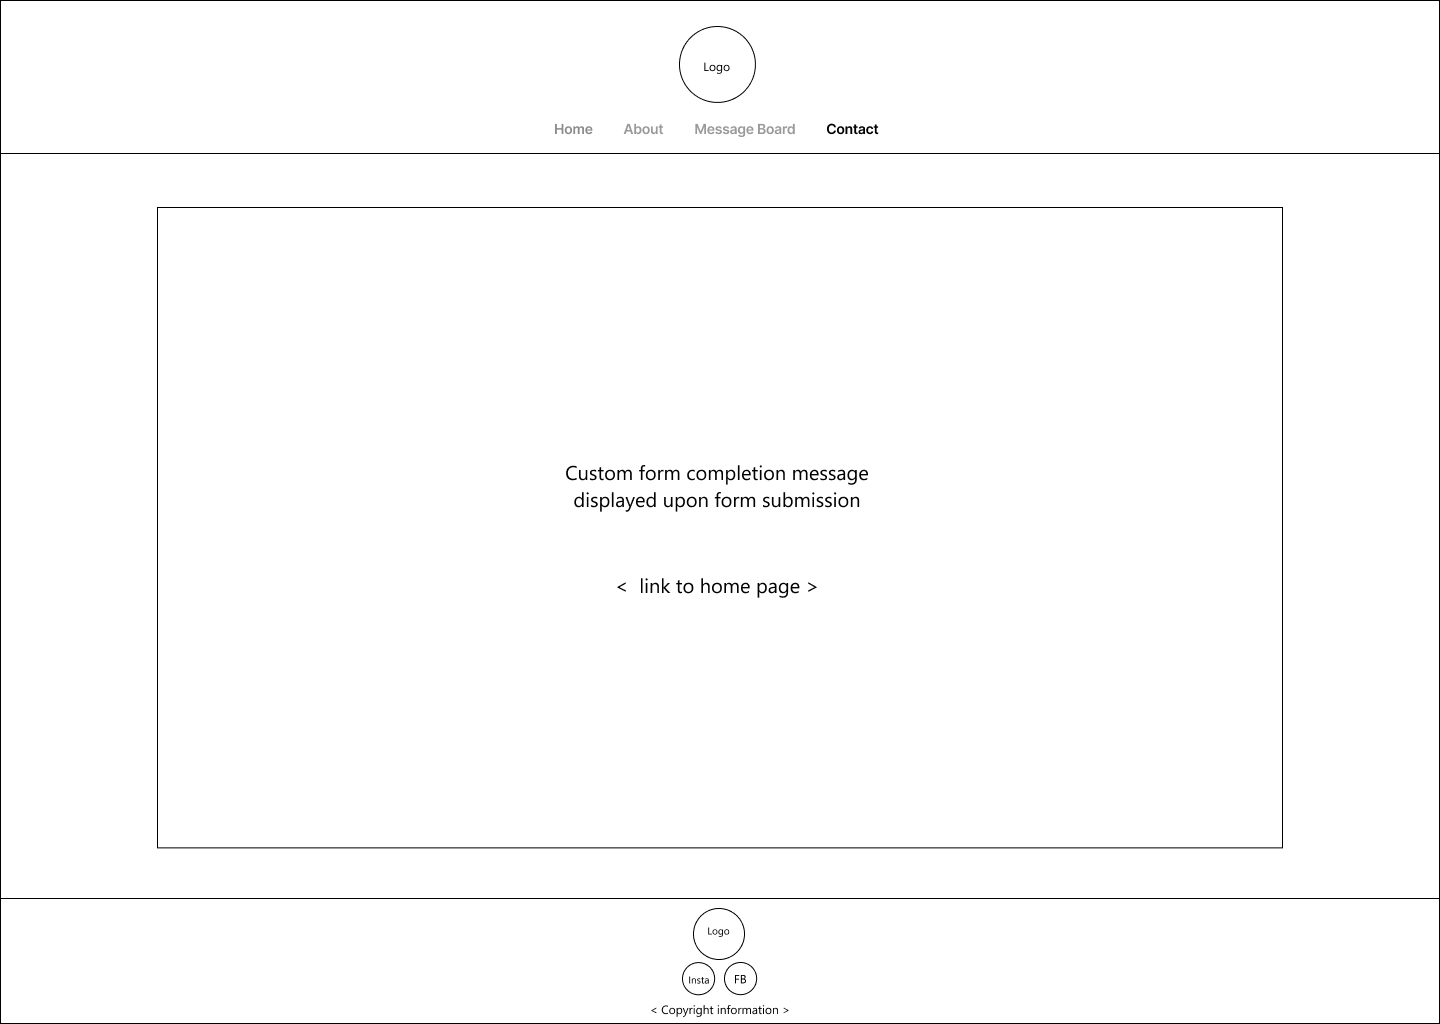 Logo
Home About Message Board Contact
Custom form completion message
displayed upon form submission
< link to home page >
Logo
Insta FB
< Copyright information >